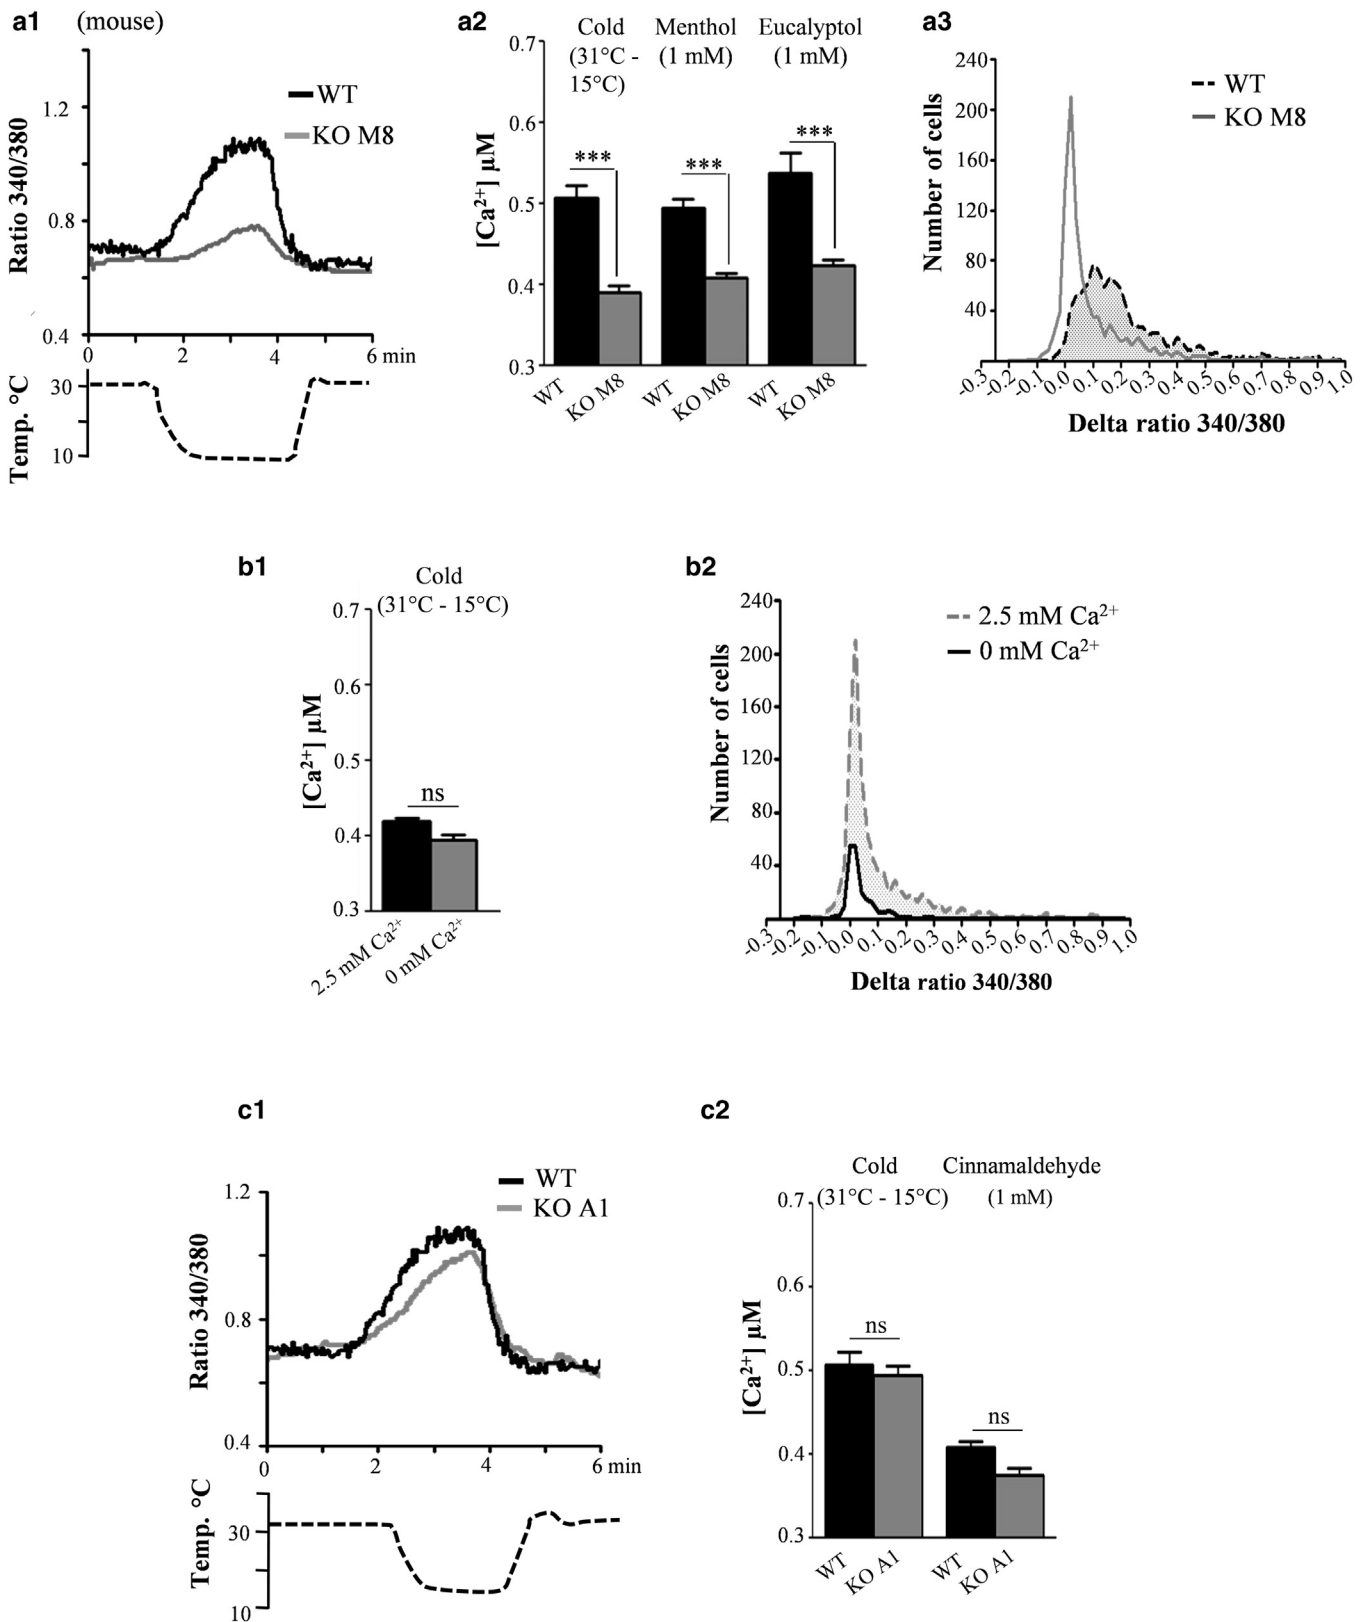 a1 (mouse)
WT
KO M8
Ratio 340/380
1.2
0.8
0.4
0 2 4 6 min
Temp. °C
30
10
a2
Cold (31°C - 15°C)
Menthol (1 mM)
Eucalyptol (1 mM)
[Ca²⁺] µM
0.7
0.6
0.5
0.4
0.3
*** *** ***
WT KO M8 WT KO M8 WT KO M8
a3
WT
KO M8
Number of cells
240
200
160
120
80
40
-0.3 -0.2 -0.1 0.0 0.1 0.2 0.3 0.4 0.5 0.6 0.7 0.8 0.9 1.0
Delta ratio 340/380
b1
Cold
(31°C - 15°C)
[Ca²⁺] µM
0.7
0.6
0.5
0.4
0.3
ns
2.5 mM Ca²⁺ 0 mM Ca²⁺
b2
2.5 mM Ca²⁺
0 mM Ca²⁺
Number of cells
240
200
160
120
80
40
-0.3 -0.2 -0.1 0.0 0.1 0.2 0.3 0.4 0.5 0.6 0.7 0.8 0.9 1.0
Delta ratio 340/380
c1
WT
KO A1
Ratio 340/380
1.2
0.8
0.4
0 2 4 6 min
Temp. °C
30
10
c2
Cold (31°C - 15°C)
Cinnamaldehyde (1 mM)
[Ca²⁺] µM
0.7
0.6
0.5
0.4
0.3
ns ns
WT KO A1 WT KO A1